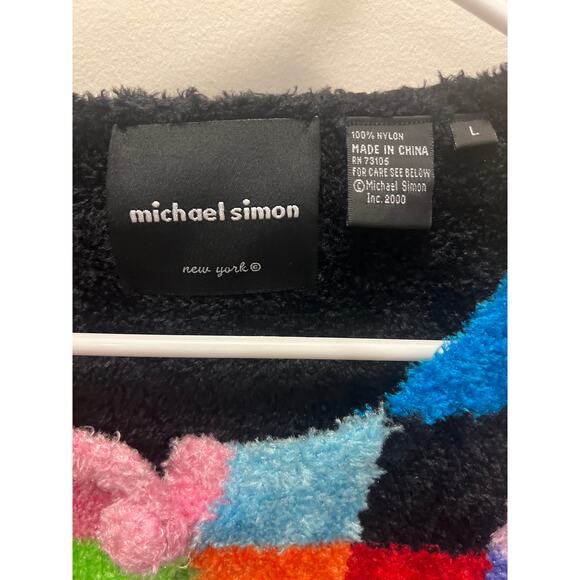 michael simon
new york©
100% NYLON
MADE IN CHINA
RN 73105
FOR CARE SEE BELOW
©Michael Simon
Inc. 2000
L